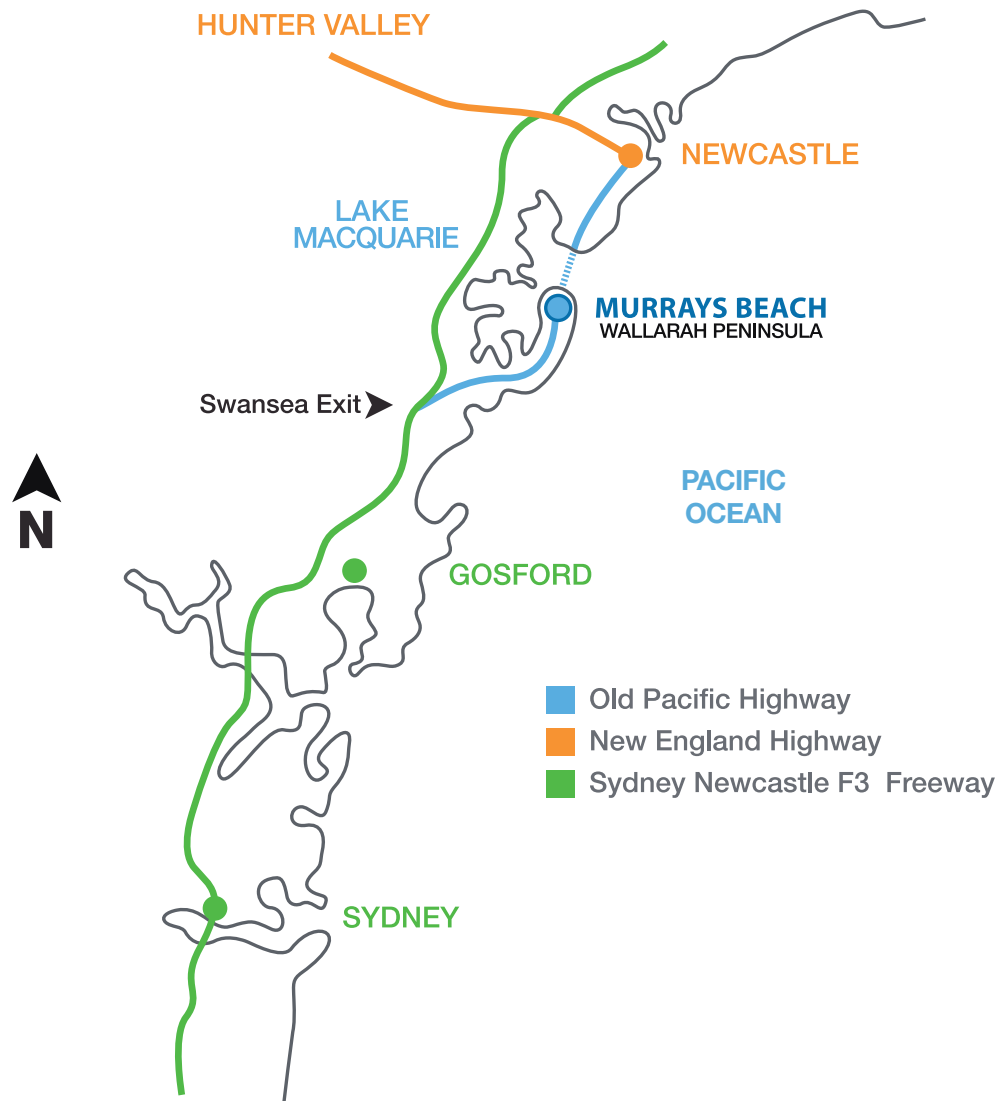 HUNTER VALLEY
NEWCASTLE
LAKE
MACQUARIE
MURRAYS BEACH
WALLARAH PENINSULA
Swansea Exit
PACIFIC
OCEAN
N
GOSFORD
Old Pacific Highway
New England Highway
Sydney Newcastle F3 Freeway
SYDNEY